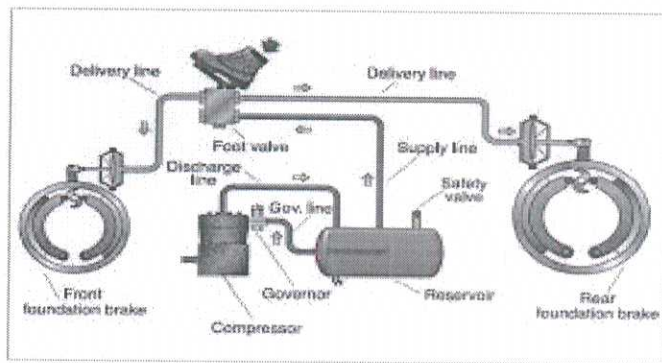 Delivery line
Delivery line
Foot valve
Discharge
line
Supply line
Safety
valve
Gov. line
Front
foundation brake
Governor
Reservoir
Compressor
Rear
foundation brake